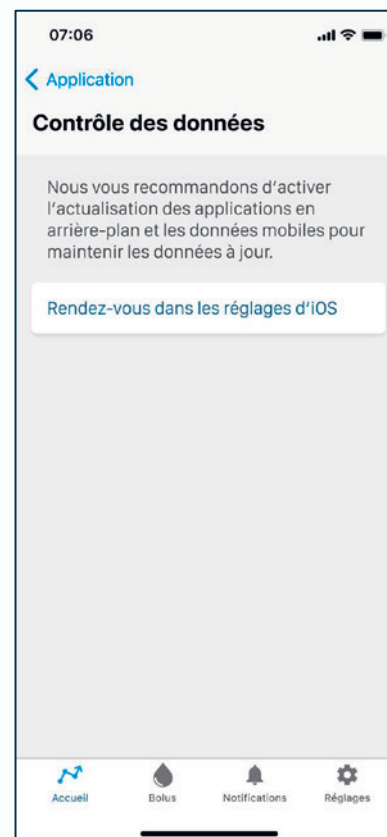 07:06
Application
Contrôle des données
Nous vous recommandons d’activer
l’actualisation des applications en
arrière-plan et les données mobiles pour
maintenir les données à jour.
Rendez-vous dans les réglages d’iOS
Accueil
Bolus
Notifications
Réglages